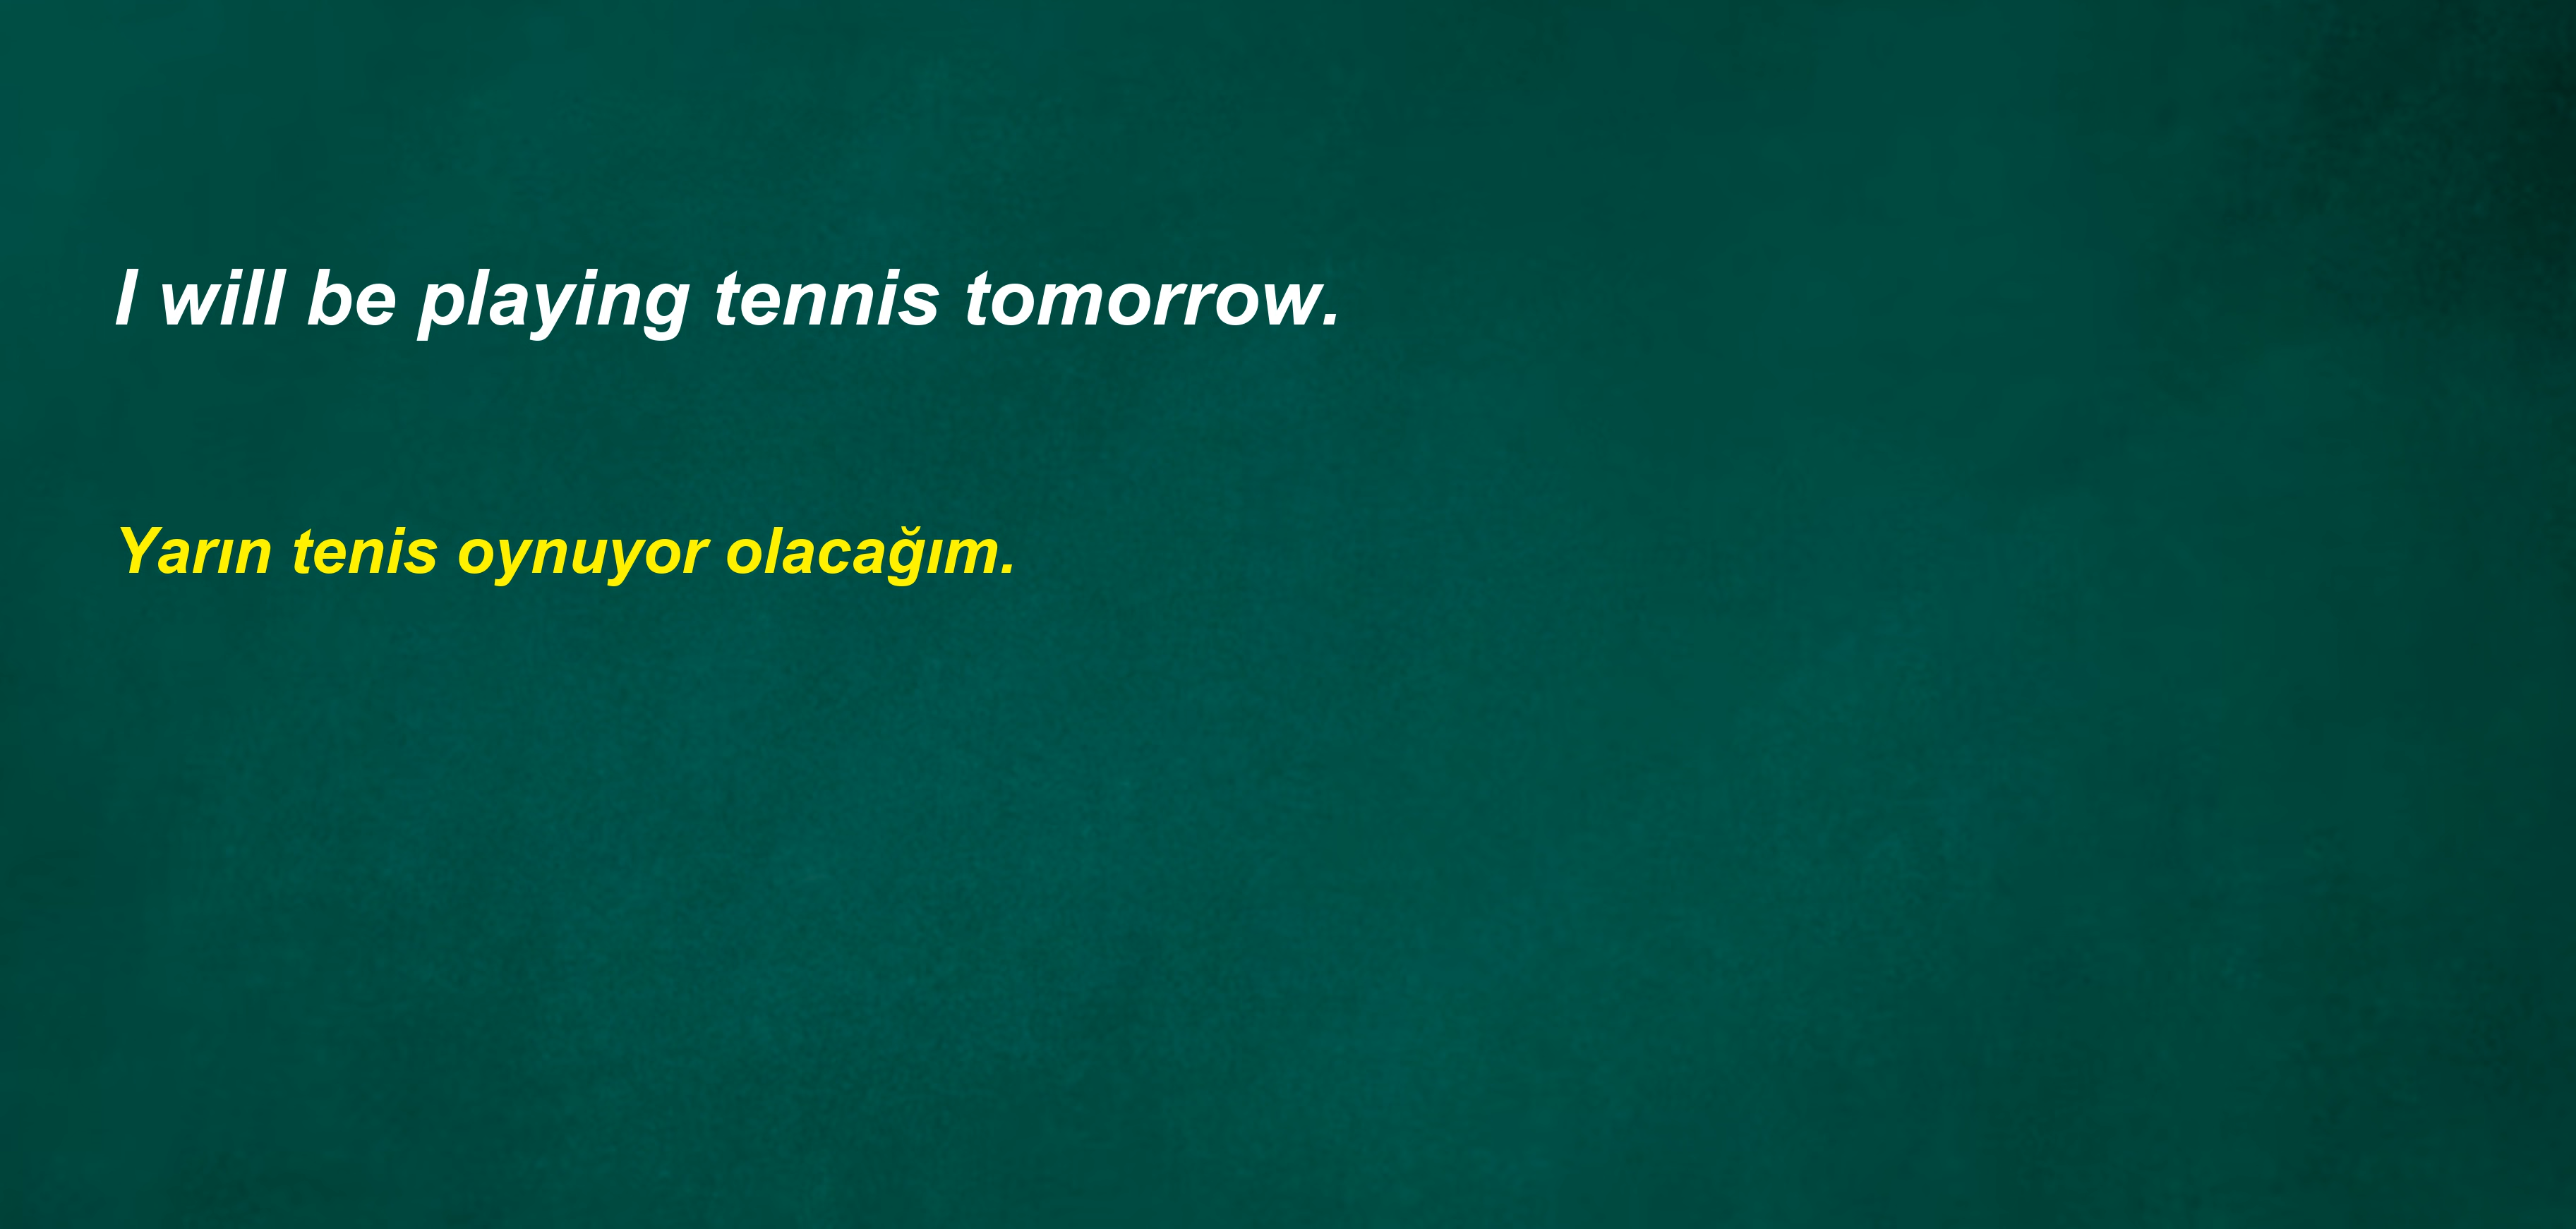 I will be playing tennis tomorrow.
Yarın tenis oynuyor olacağım.